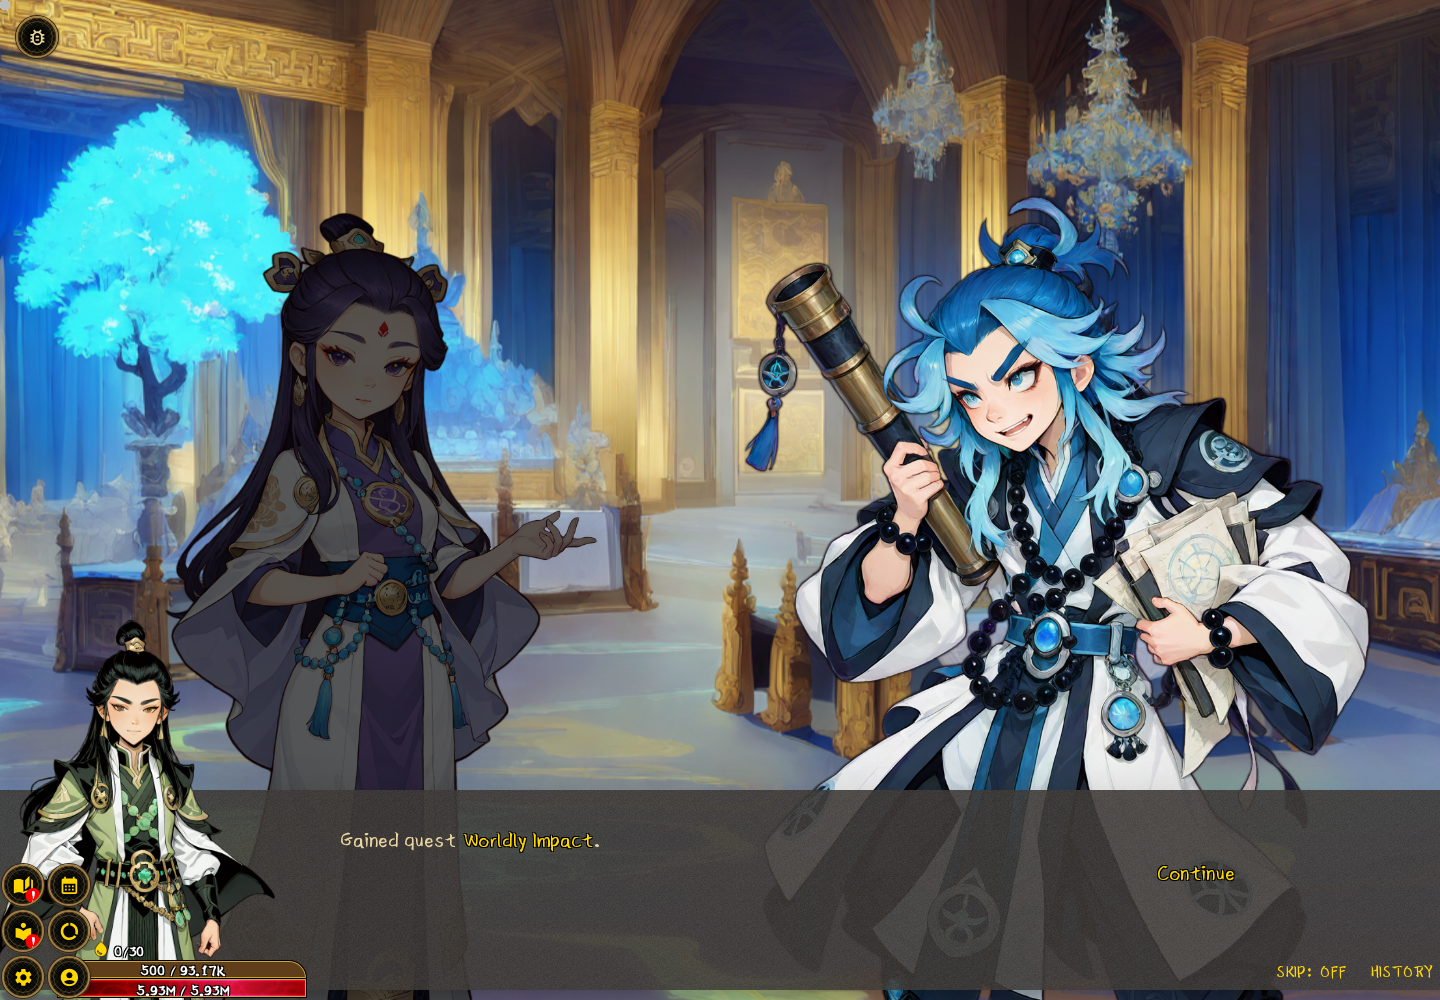 Gained quest Worldly Impact.
Continue
0/30
500 / 93.17k
5.93M / 5.93M
SKIP: OFF HISTORY